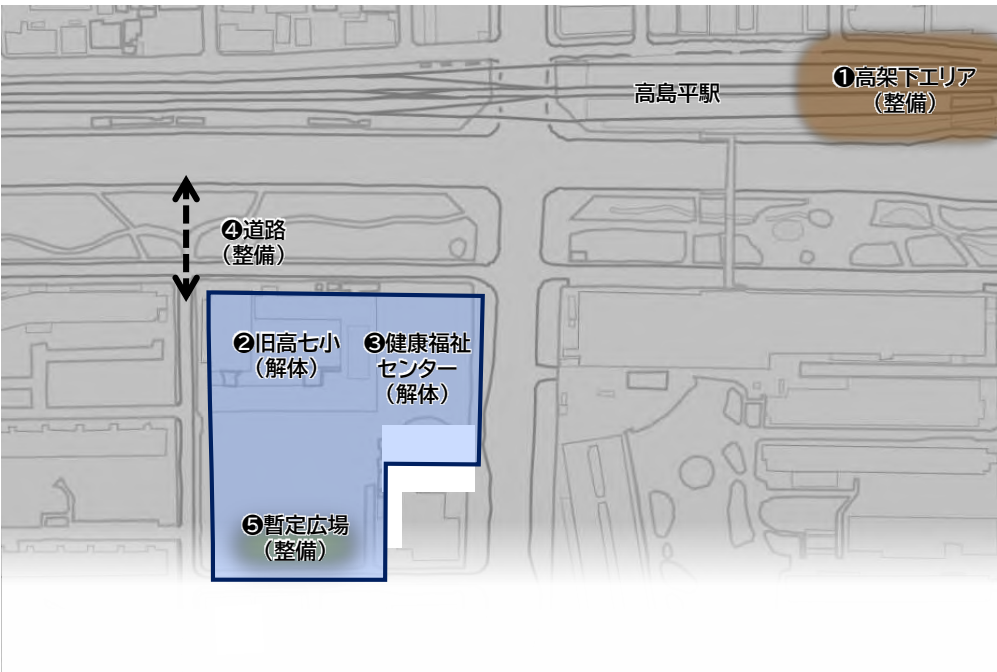 高島平駅
❶高架下エリア
(整備)
❹道路
(整備)
❷旧高七小
(解体)
❸健康福祉
センター
(解体)
❺暫定広場
(整備)